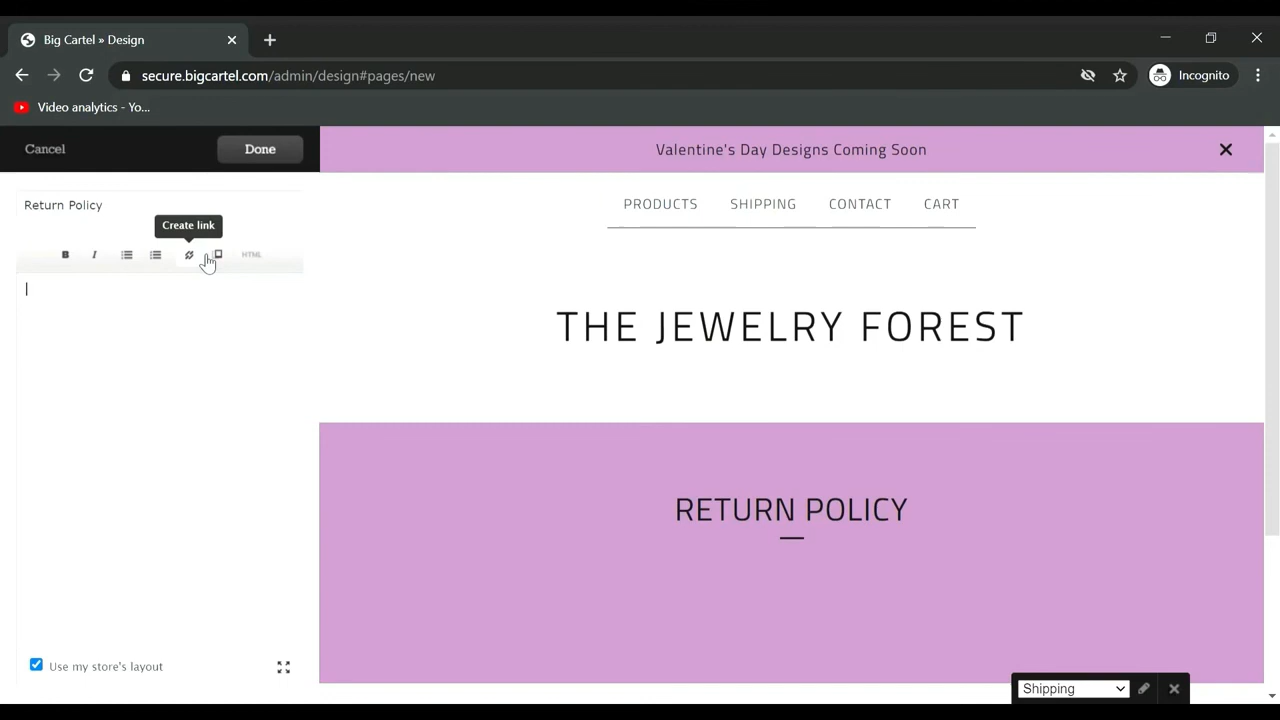 Big Cartel » Design
secure.bigcartel.com/admin/design#pages/new
Incognito
Video analytics - Yo...
Cancel
Done
Valentine's Day Designs Coming Soon
Return Policy
Create link
B I HTML
PRODUCTS SHIPPING CONTACT CART
THE JEWELRY FOREST
RETURN POLICY
Use my store's layout
Shipping